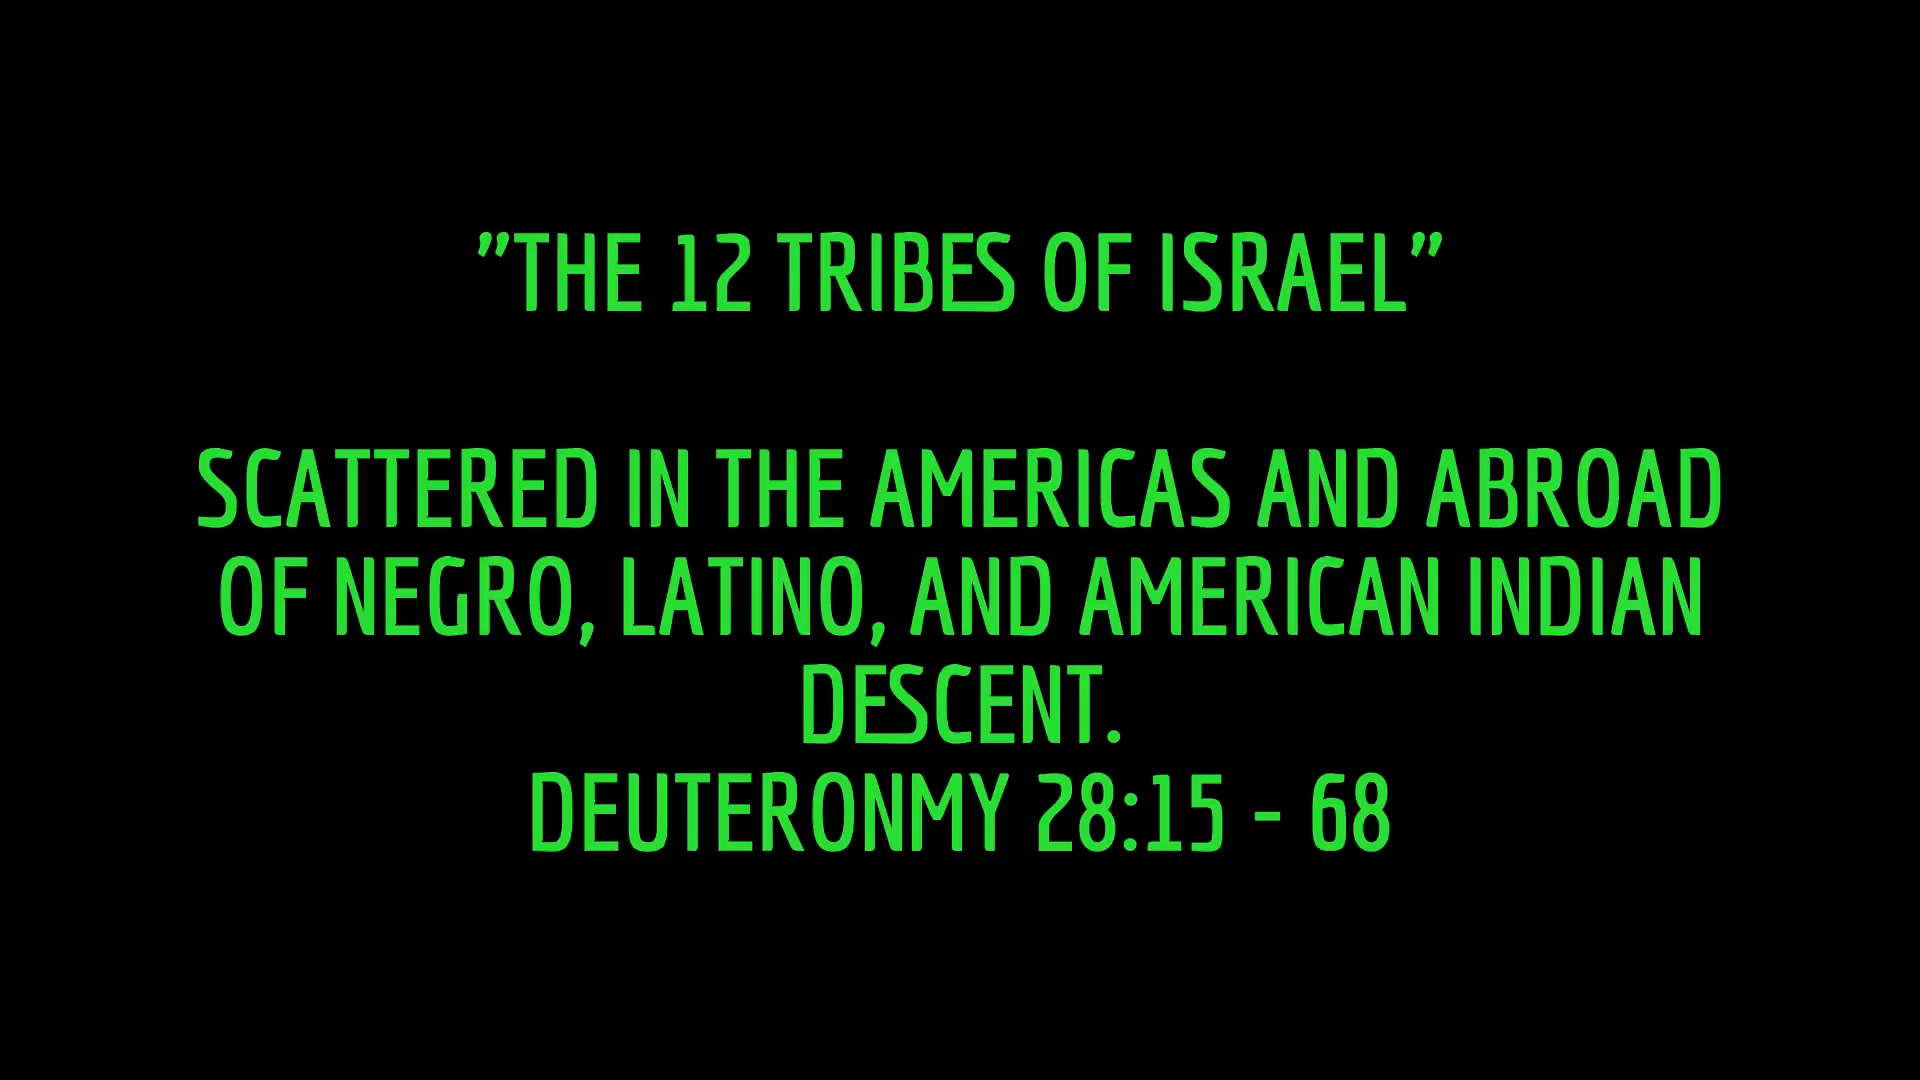 "THE 12 TRIBES OF ISRAEL"
SCATTERED IN THE AMERICAS AND ABROAD
OF NEGRO, LATINO, AND AMERICAN INDIAN
DESCENT.
DEUTERONMY 28:15 - 68